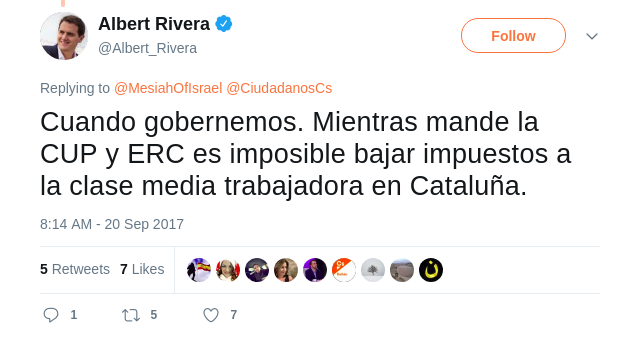 Albert Rivera
@Albert_Rivera
Follow
Replying to @MesiahOfIsrael @CiudadanosCs
Cuando gobernemos. Mientras mande la
CUP y ERC es imposible bajar impuestos a
la clase media trabajadora en Cataluña.
8:14 AM - 20 Sep 2017
5 Retweets 7 Likes
1 5 7